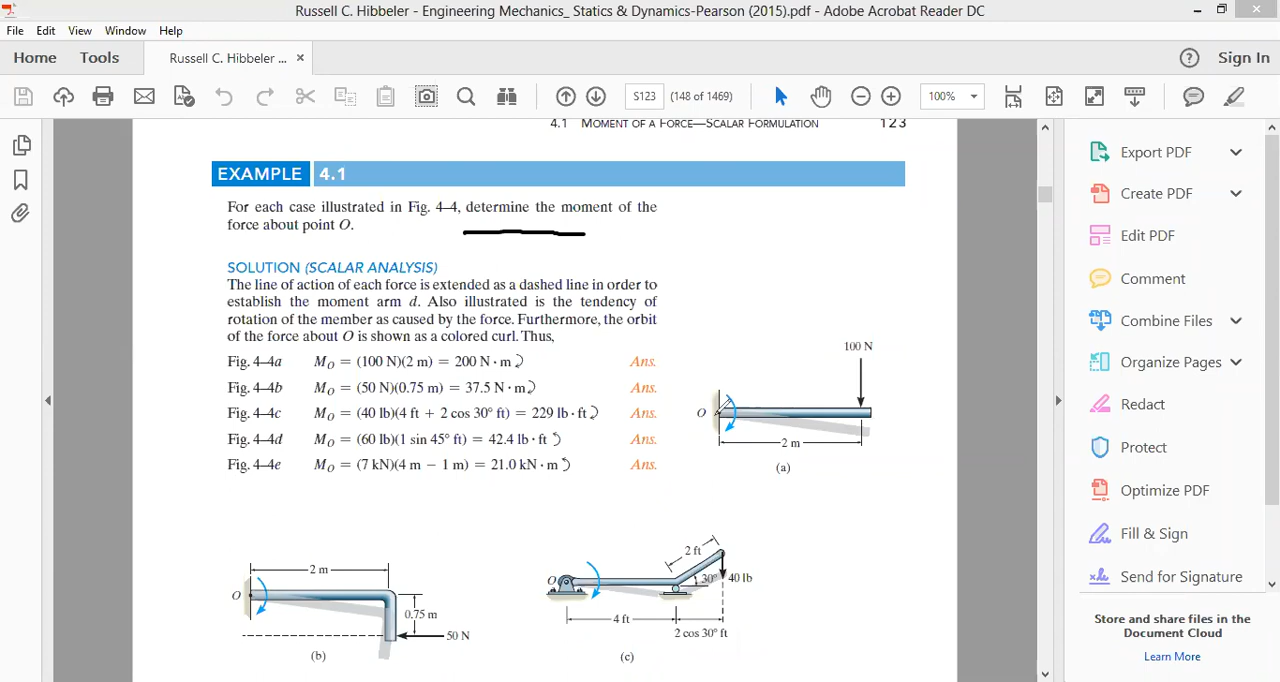 Russell C. Hibbeler - Engineering Mechanics_ Statics & Dynamics-Pearson (2015).pdf - Adobe Acrobat Reader DC
File Edit View Window Help
Home Tools Russell C. Hibbeler ... × Sign In
S123 (148 of 1469) 100%
4.1 MOMENT OF A FORCE—SCALAR FORMULATION 123
EXAMPLE 4.1
For each case illustrated in Fig. 4–4, determine the moment of the
force about point O.
SOLUTION (SCALAR ANALYSIS)
The line of action of each force is extended as a dashed line in order to
establish the moment arm d. Also illustrated is the tendency of
rotation of the member as caused by the force. Furthermore, the orbit
of the force about O is shown as a colored curl. Thus,
Fig. 4–4a M_O = (100 N)(2 m) = 200 N · m ⤸ Ans.
Fig. 4–4b M_O = (50 N)(0.75 m) = 37.5 N · m ⤸ Ans.
Fig. 4–4c M_O = (40 lb)(4 ft + 2 cos 30° ft) = 229 lb · ft ⤸ Ans.
Fig. 4–4d M_O = (60 lb)(1 sin 45° ft) = 42.4 lb · ft ⤴ Ans.
Fig. 4–4e M_O = (7 kN)(4 m − 1 m) = 21.0 kN · m ⤴ Ans.
100 N
O
2 m
(a)
2 m
O
0.75 m
50 N
(b)
2 ft
O
30°
40 lb
4 ft
2 cos 30° ft
(c)
Export PDF
Create PDF
Edit PDF
Comment
Combine Files
Organize Pages
Redact
Protect
Optimize PDF
Fill & Sign
Send for Signature
Store and share files in the
Document Cloud
Learn More